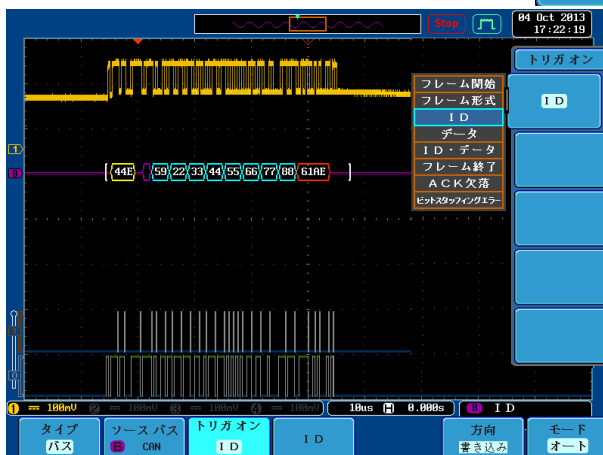 Stop
04 Oct 2013
17:22:19
トリガ オン
I D
フレーム開始
フレーム形式
I D
データ
I D・データ
フレーム終了
A C K 欠落
ビットスタッフィングエラー
1
B
44E 59 22 33 44 55 66 77 88 61AE
1 100mV 2 100mV 3 100mV 4 100mV 10us H 0.000s B I D
タイプ
バス
ソース バス
B CAN
トリガ オン
I D
I D
方向
書き込み
モード
オート